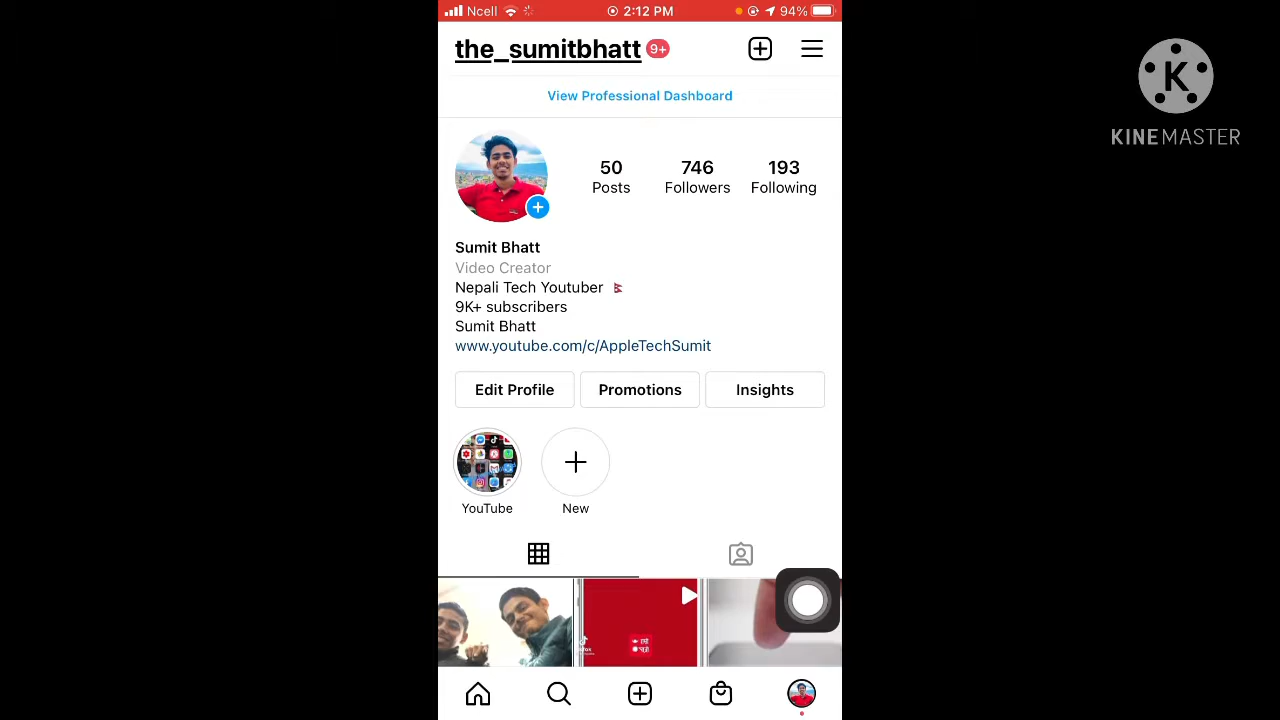 Ncell 2:12 PM 94%
the_sumitbhatt 9+
KINEMASTER
View Professional Dashboard
50 746 193
Posts Followers Following
Sumit Bhatt
Video Creator
Nepali Tech Youtuber 🇳🇵
9K+ subscribers
Sumit Bhatt
www.youtube.com/c/AppleTechSumit
Edit Profile Promotions Insights
YouTube New